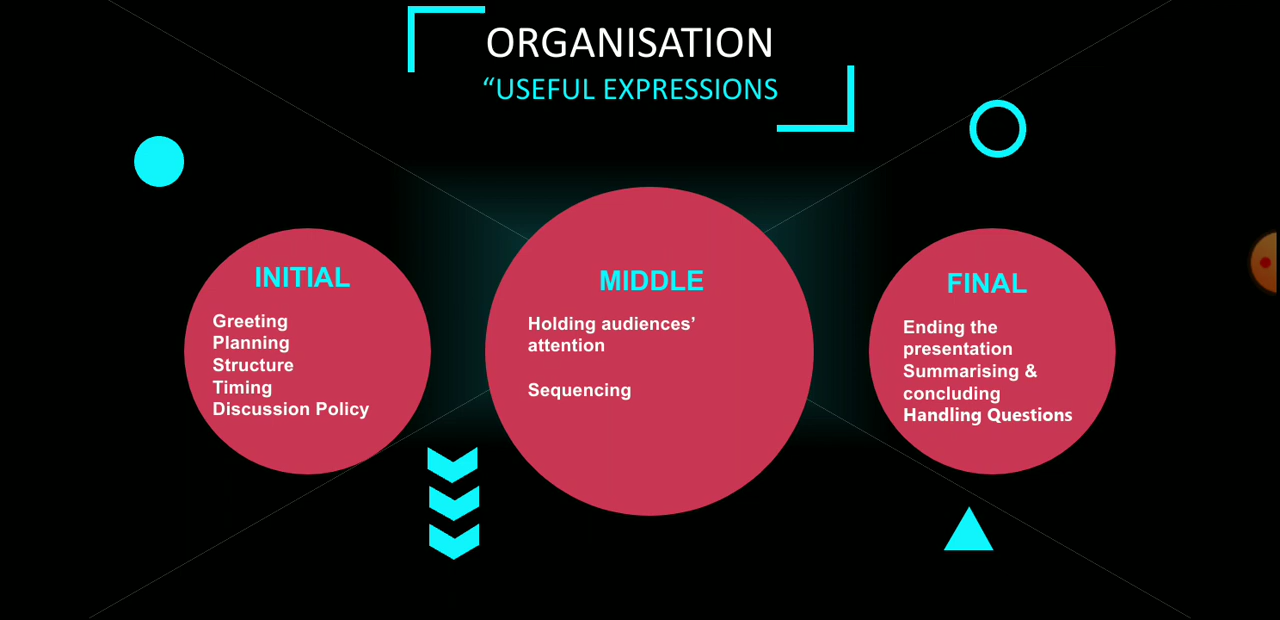 ORGANISATION
“USEFUL EXPRESSIONS
INITIAL
Greeting
Planning
Structure
Timing
Discussion Policy
MIDDLE
Holding audiences’
attention
Sequencing
FINAL
Ending the
presentation
Summarising &
concluding
Handling Questions